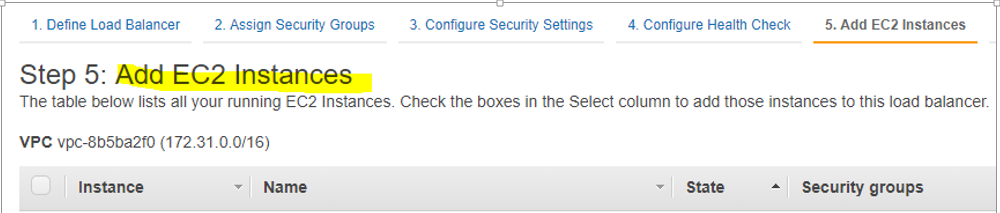 1. Define Load Balancer 2. Assign Security Groups 3. Configure Security Settings 4. Configure Health Check 5. Add EC2 Instances
Step 5: Add EC2 Instances
The table below lists all your running EC2 Instances. Check the boxes in the Select column to add those instances to this load balancer.
VPC vpc-8b5ba2f0 (172.31.0.0/16)
Instance Name State Security groups